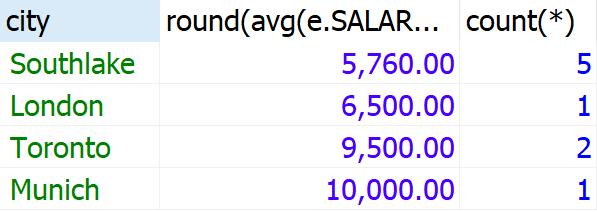 city round(avg(e.SALAR... count(*)
Southlake 5,760.00 5
London 6,500.00 1
Toronto 9,500.00 2
Munich 10,000.00 1